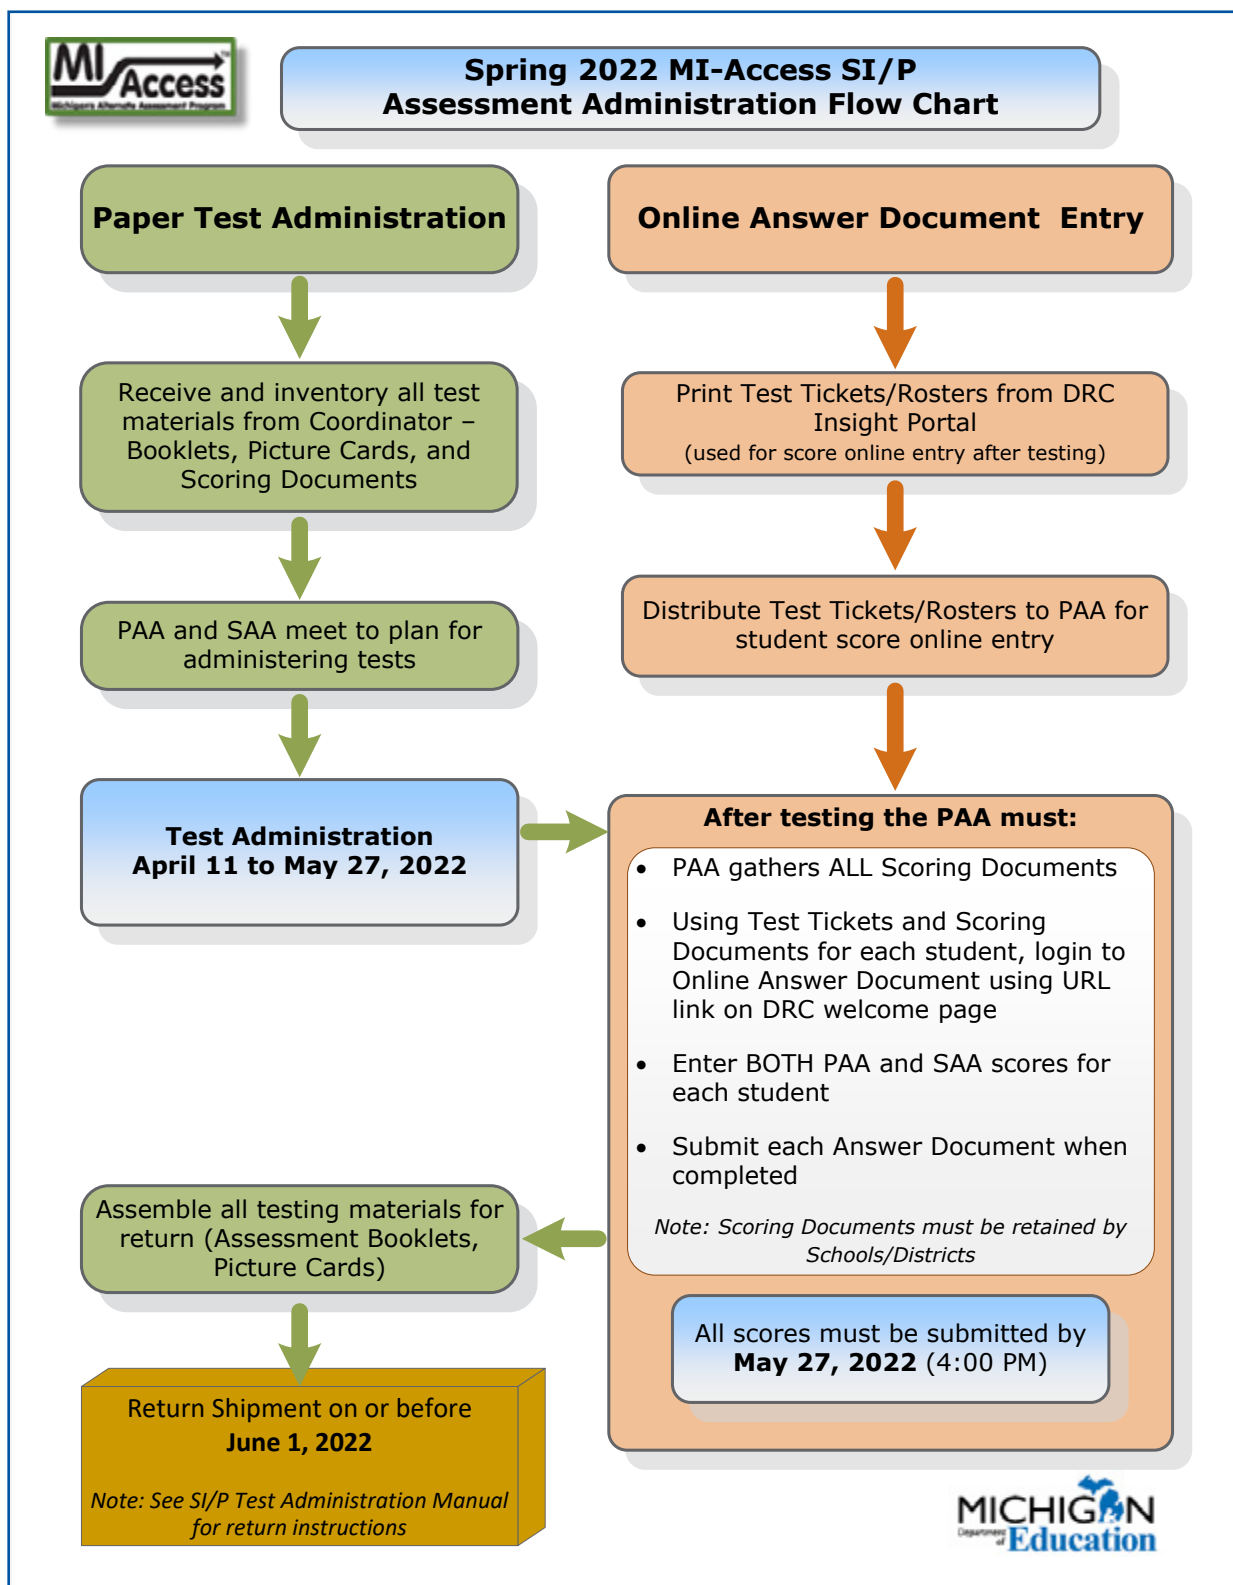 MI Access
Michigan's Alternate Assessment Program
Spring 2022 MI-Access SI/P
Assessment Administration Flow Chart
Paper Test Administration
Receive and inventory all test
materials from Coordinator –
Booklets, Picture Cards, and
Scoring Documents
PAA and SAA meet to plan for
administering tests
Test Administration
April 11 to May 27, 2022
Online Answer Document  Entry
Print Test Tickets/Rosters from DRC
Insight Portal
(used for score online entry after testing)
Distribute Test Tickets/Rosters to PAA for
student score online entry
After testing the PAA must:
• PAA gathers ALL Scoring Documents
• Using Test Tickets and Scoring
Documents for each student, login to
Online Answer Document using URL
link on DRC welcome page
• Enter BOTH PAA and SAA scores for
each student
• Submit each Answer Document when
completed
Note: Scoring Documents must be retained by
Schools/Districts
All scores must be submitted by
May 27, 2022 (4:00 PM)
Assemble all testing materials for
return (Assessment Booklets,
Picture Cards)
Return Shipment on or before
June 1, 2022
Note: See SI/P Test Administration Manual
for return instructions
MICHIGAN
Department of Education